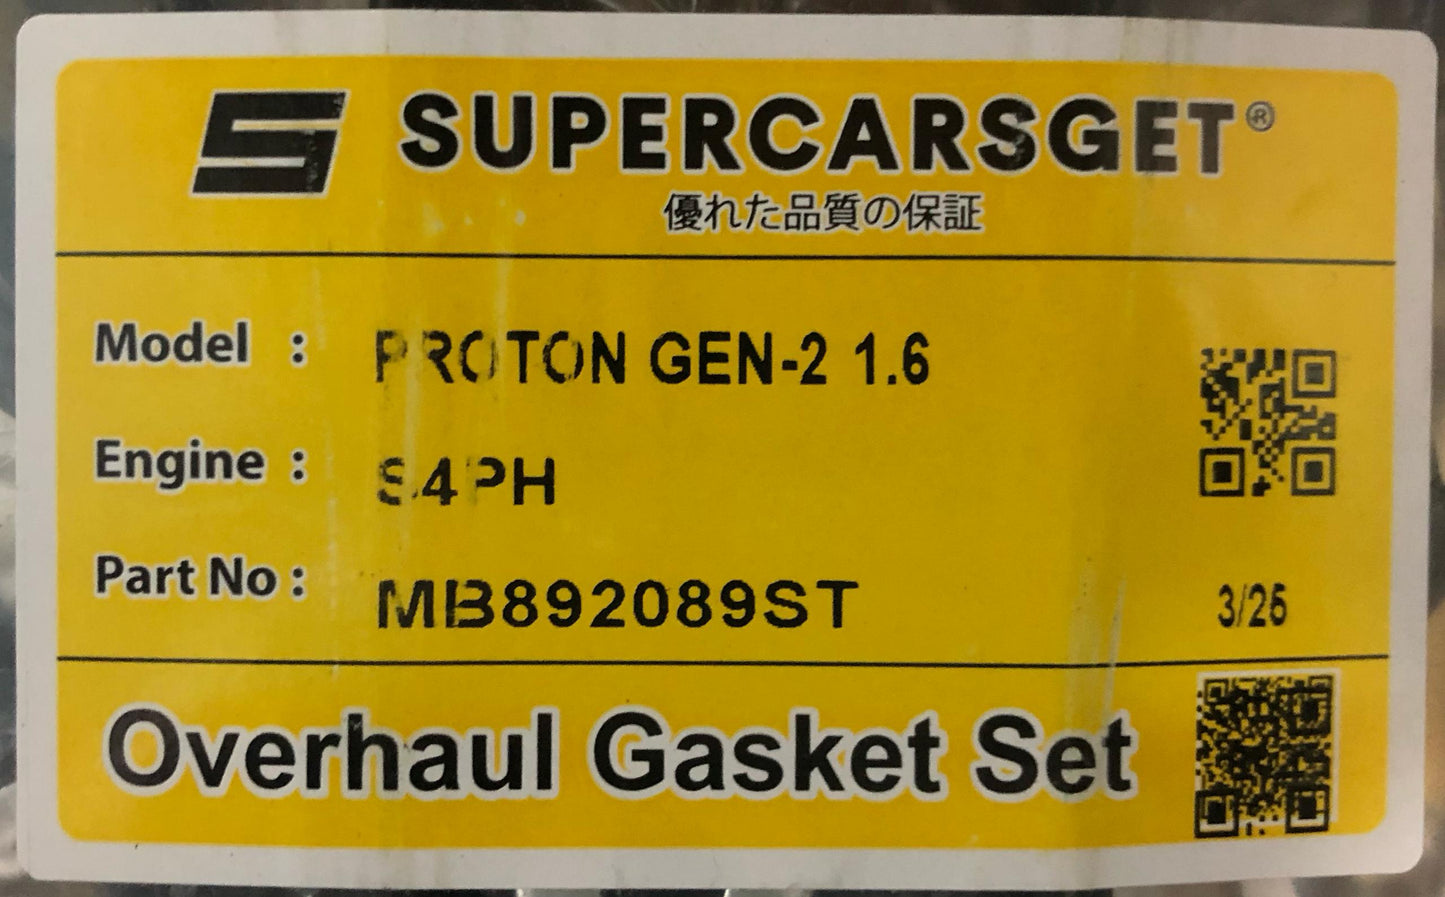 SUPERCARSGET®
優れた品質の保証
Model : PROTON GEN-2 1.6
Engine : S4PH
Part No : MB892089ST
3/25
Overhaul Gasket Set